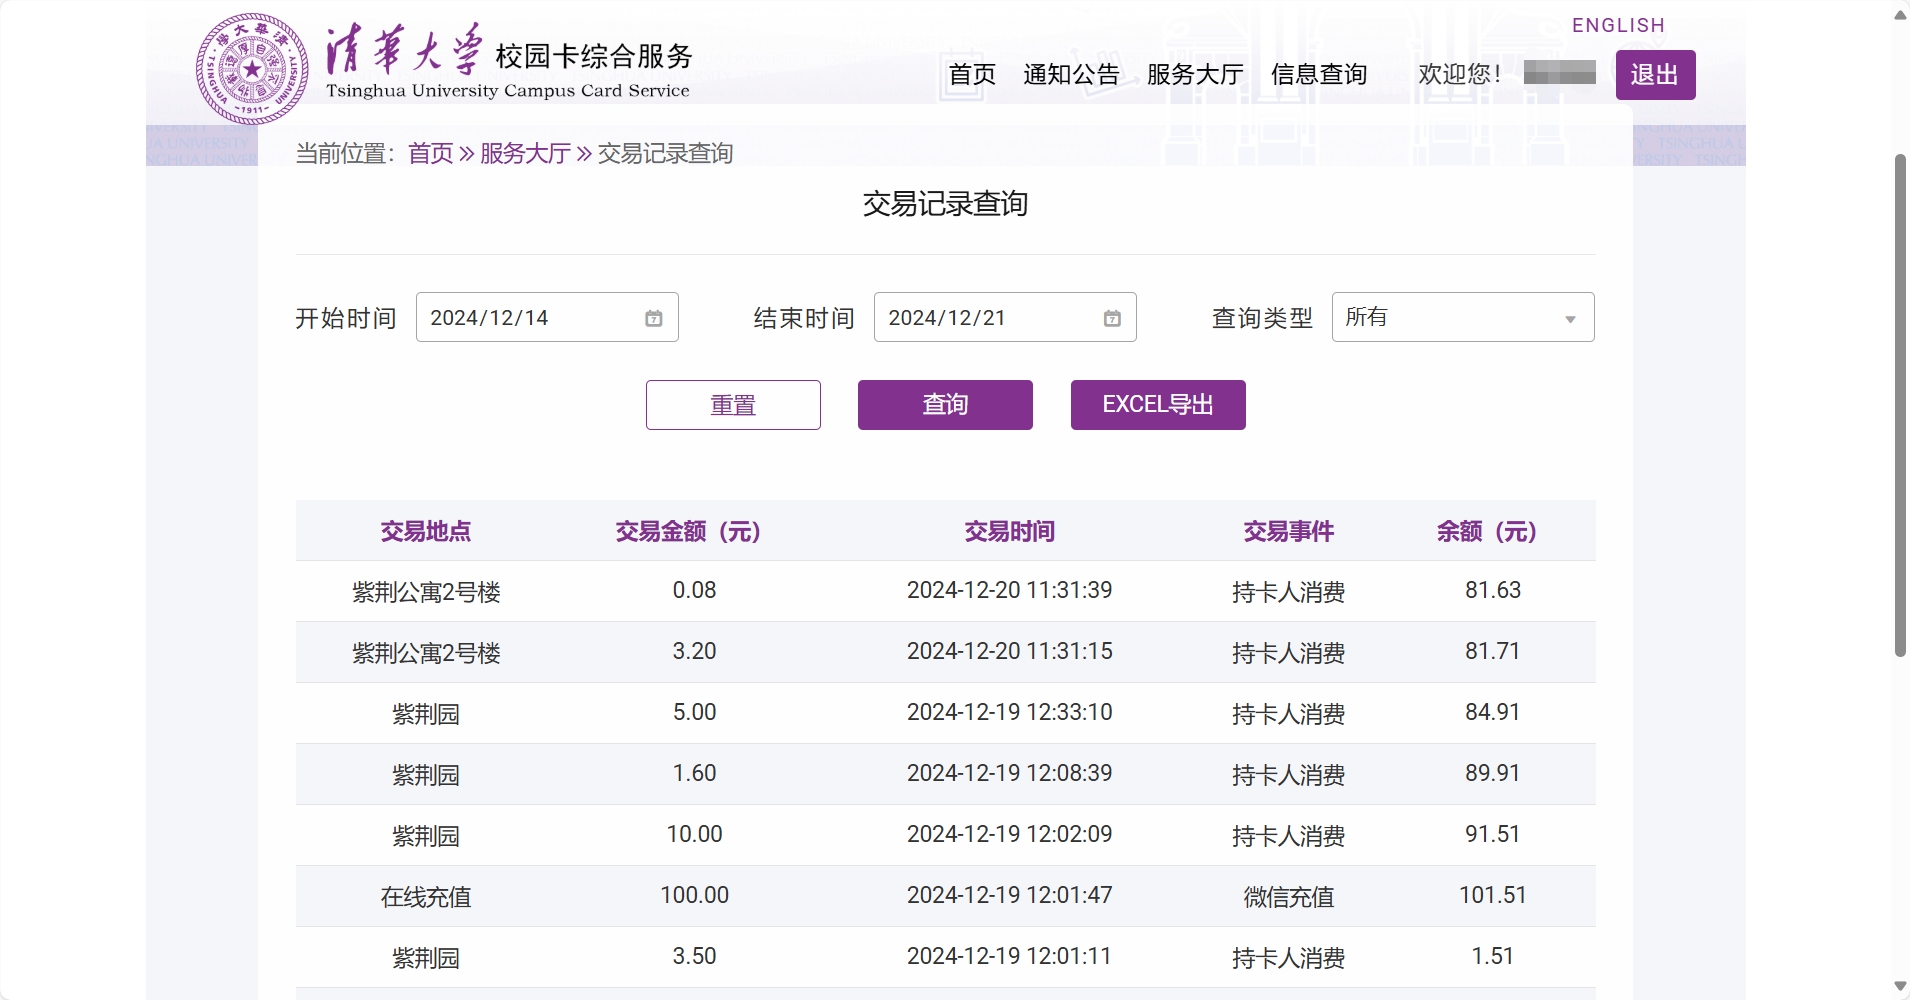 ENGLISH
清華大学 校园卡综合服务
Tsinghua University Campus Card Service
首页 通知公告 服务大厅 信息查询 欢迎您！ 退出
当前位置：首页 » 服务大厅 » 交易记录查询
交易记录查询
开始时间 2024/12/14 结束时间 2024/12/21 查询类型 所有
重置 查询 EXCEL导出
交易地点 交易金额（元） 交易时间 交易事件 余额（元）
紫荆公寓2号楼 0.08 2024-12-20 11:31:39 持卡人消费 81.63
紫荆公寓2号楼 3.20 2024-12-20 11:31:15 持卡人消费 81.71
紫荆园 5.00 2024-12-19 12:33:10 持卡人消费 84.91
紫荆园 1.60 2024-12-19 12:08:39 持卡人消费 89.91
紫荆园 10.00 2024-12-19 12:02:09 持卡人消费 91.51
在线充值 100.00 2024-12-19 12:01:47 微信充值 101.51
紫荆园 3.50 2024-12-19 12:01:11 持卡人消费 1.51